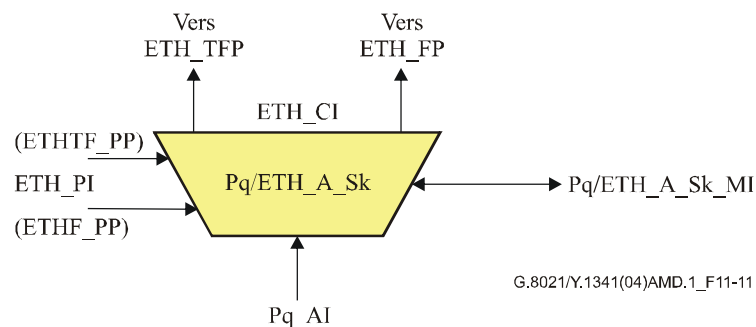 Vers
ETH_TFP
Vers
ETH_FP
ETH_CI
(ETHTF_PP)
ETH_PI
(ETHF_PP)
Pq/ETH_A_Sk
Pq/ETH_A_Sk_MI
Pq_AI
G.8021/Y.1341(04)AMD.1_F11-11